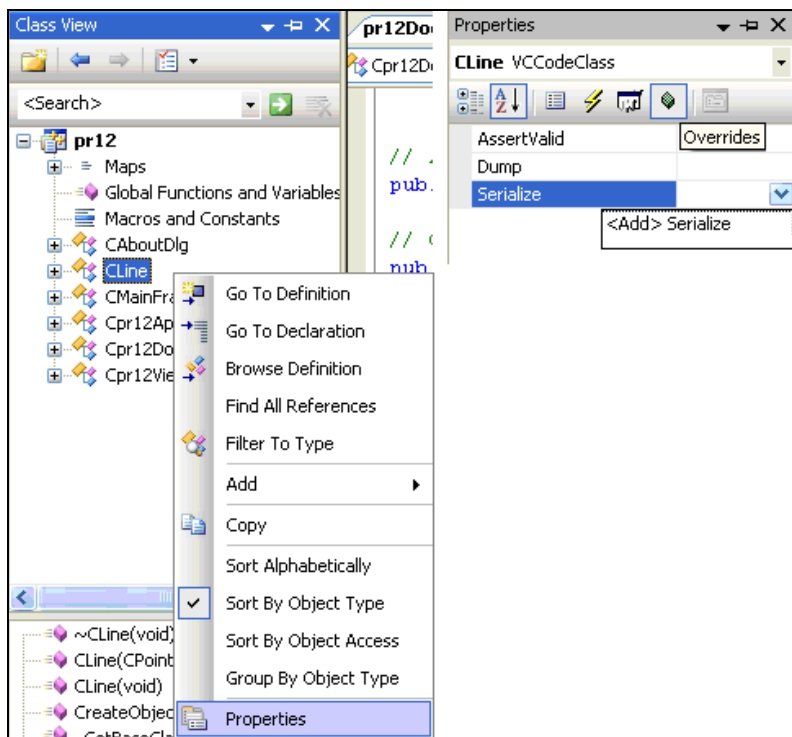 Class View
<Search>
pr12
Maps
Global Functions and Variables
Macros and Constants
CAboutDlg
CLine
CMainFra
Cpr12Ap
Cpr12Do
Cpr12Vie
~CLine(void)
CLine(CPoint
CLine(void)
CreateObjec
Go To Definition
Go To Declaration
Browse Definition
Find All References
Filter To Type
Add
Copy
Sort Alphabetically
Sort By Object Type
Sort By Object Access
Group By Object Type
Properties
pr12Do
Cpr12D
//
pub.
//
pub
Properties
CLine VCCodeClass
AssertValid
Overrides
Dump
Serialize
<Add> Serialize